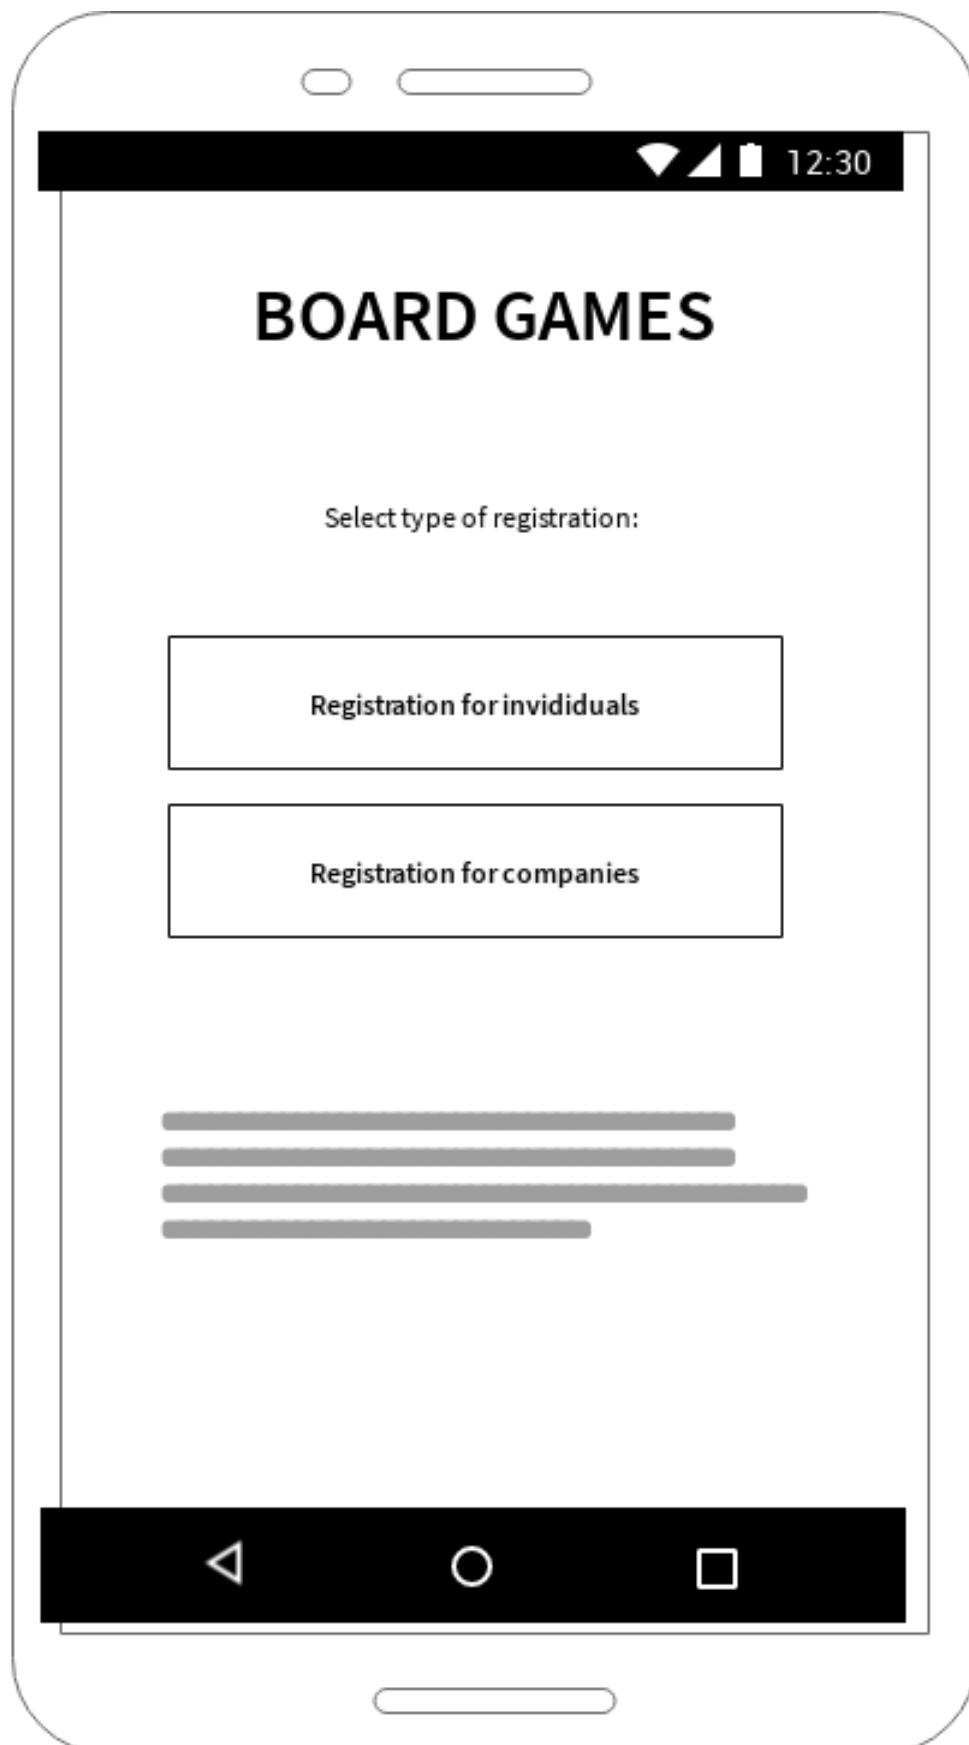 12:30
BOARD GAMES
Select type of registration:
Registration for invididuals
Registration for companies